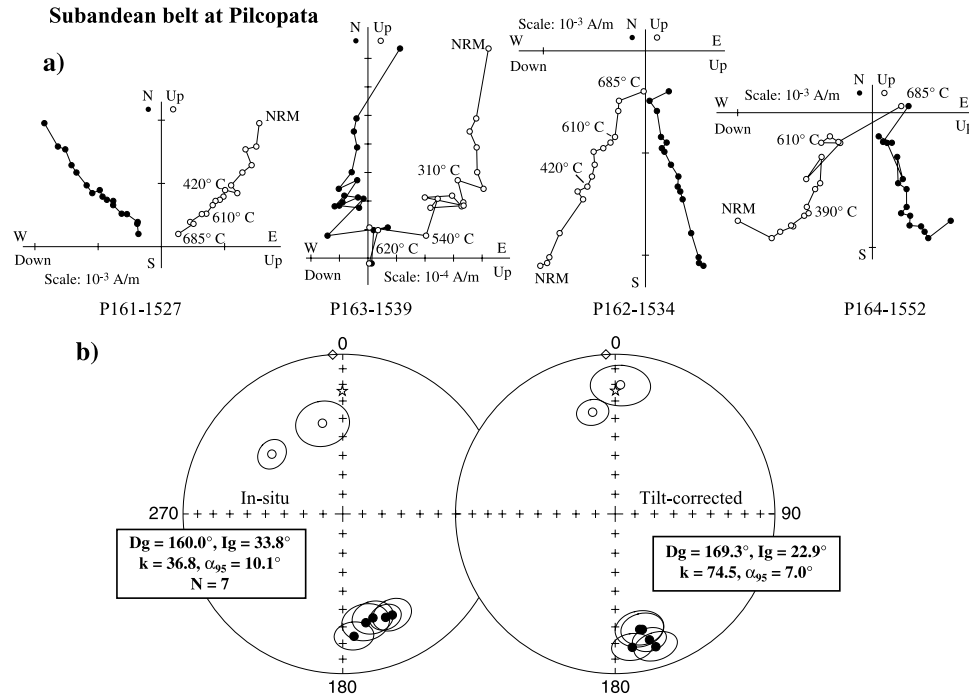 Subandean belt at Pilcopata
a)
N Up
NRM
420° C
610° C
685° C
W E
Down Up
Scale: 10-3 A/m
S
P161-1527
N Up
NRM
310° C
W E
620° C
540° C
Down Up
Scale: 10-4 A/m
P163-1539
Scale: 10-3 A/m
N Up
W E
Down Up
685° C
610° C
420° C
NRM
S
P162-1534
N Up
685° C
Scale: 10-3 A/m
W E
Down Up
610° C
390° C
NRM
S
P164-1552
b)
0
In-situ
270
Dg = 160.0°, Ig = 33.8°
k = 36.8, α95 = 10.1°
N = 7
180
0
Tilt-corrected
90
Dg = 169.3°, Ig = 22.9°
k = 74.5, α95 = 7.0°
180